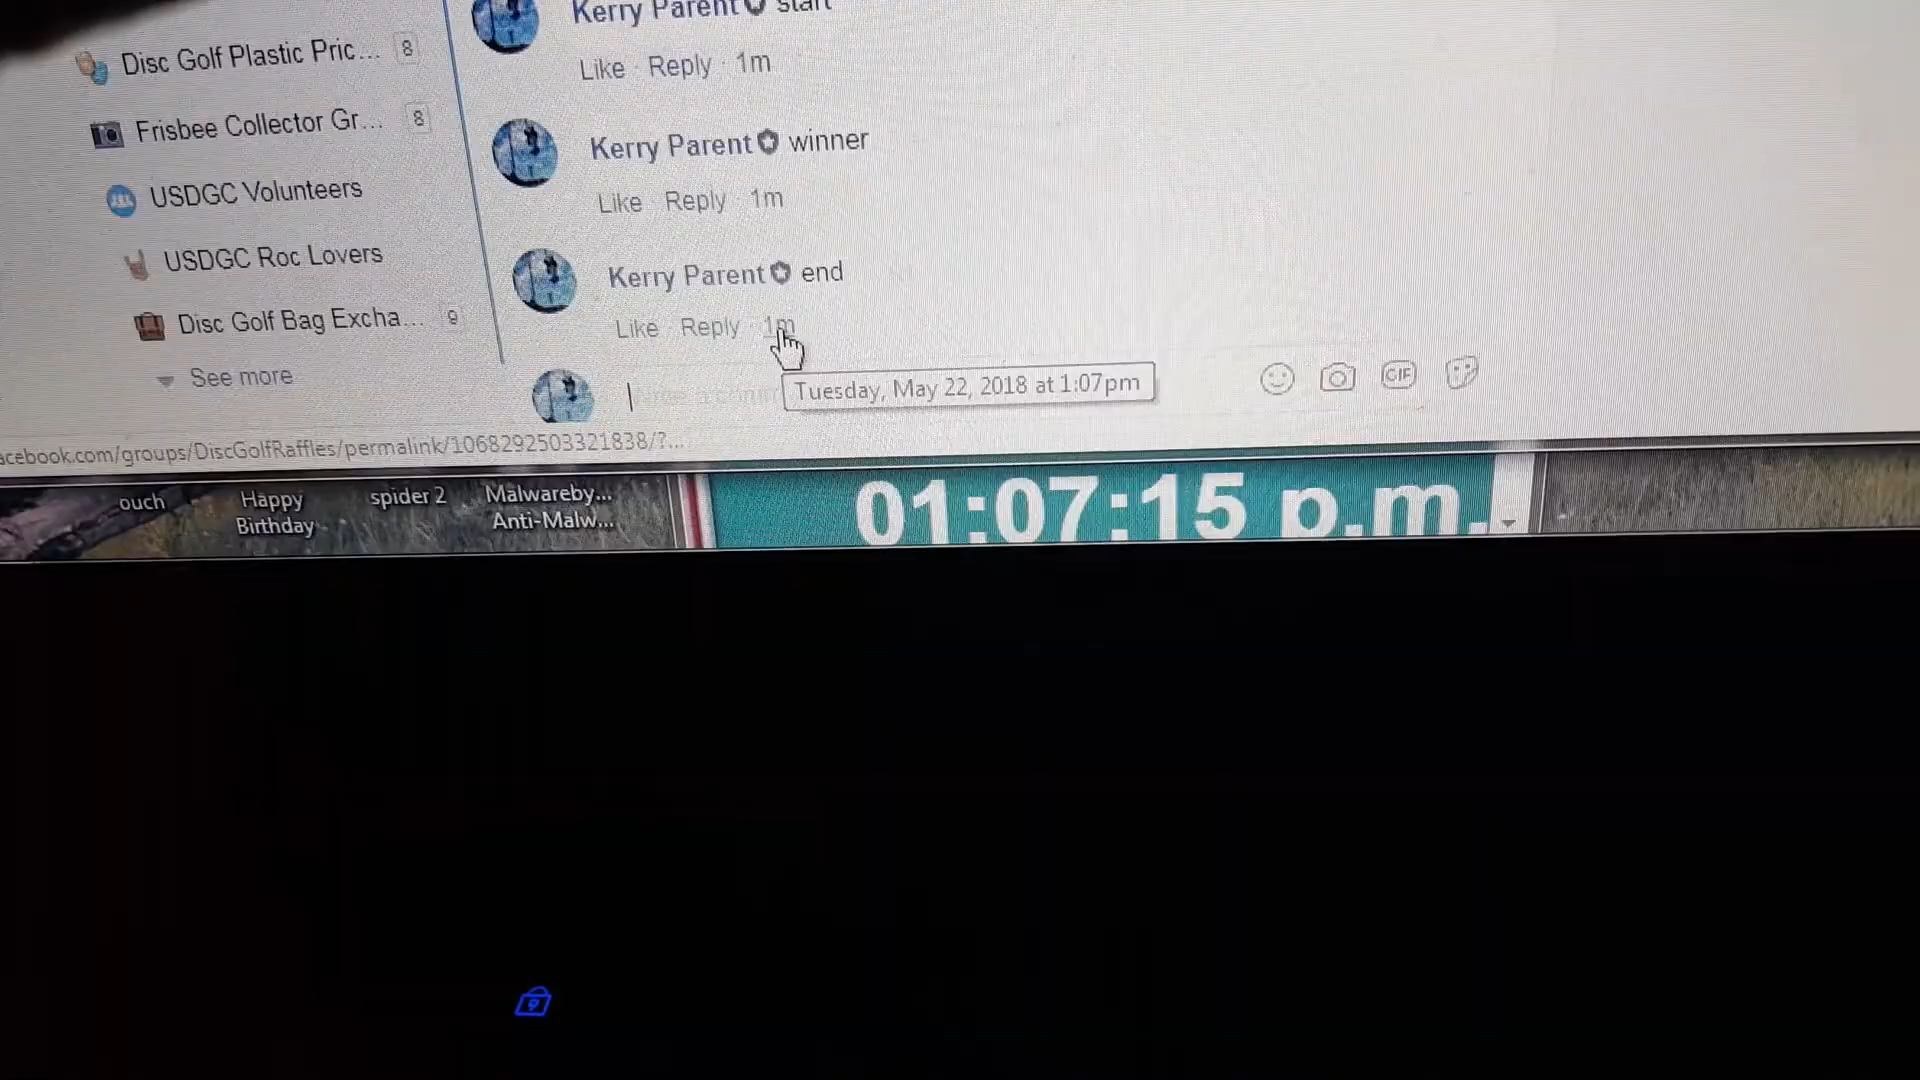 Disc Golf Plastic Pric... 8
Frisbee Collector Gr... 8
USDGC Volunteers
USDGC Roc Lovers
Disc Golf Bag Excha... 9
See more
Kerry Parent start
Like · Reply · 1m
Kerry Parent winner
Like · Reply · 1m
Kerry Parent end
Like · Reply · 1m
Tuesday, May 22, 2018 at 1:07pm
GIF
acebook.com/groups/DiscGolfRaffles/permalink/1068292503321838/?...
ouch
Happy
Birthday
spider 2
Malwareby...
Anti-Malw...
01:07:15 p.m.